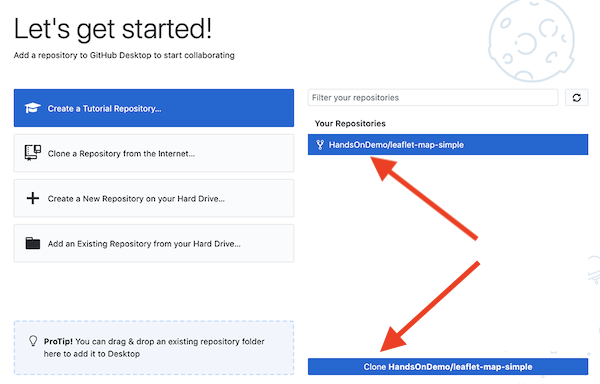 Let's get started!
Add a repository to GitHub Desktop to start collaborating
Create a Tutorial Repository...
Clone a Repository from the Internet...
Create a New Repository on your Hard Drive...
Add an Existing Repository from your Hard Drive...
ProTip! You can drag & drop an existing repository folder
here to add it to Desktop
Filter your repositories
Your Repositories
HandsOnDemo/leaflet-map-simple
Clone HandsOnDemo/leaflet-map-simple